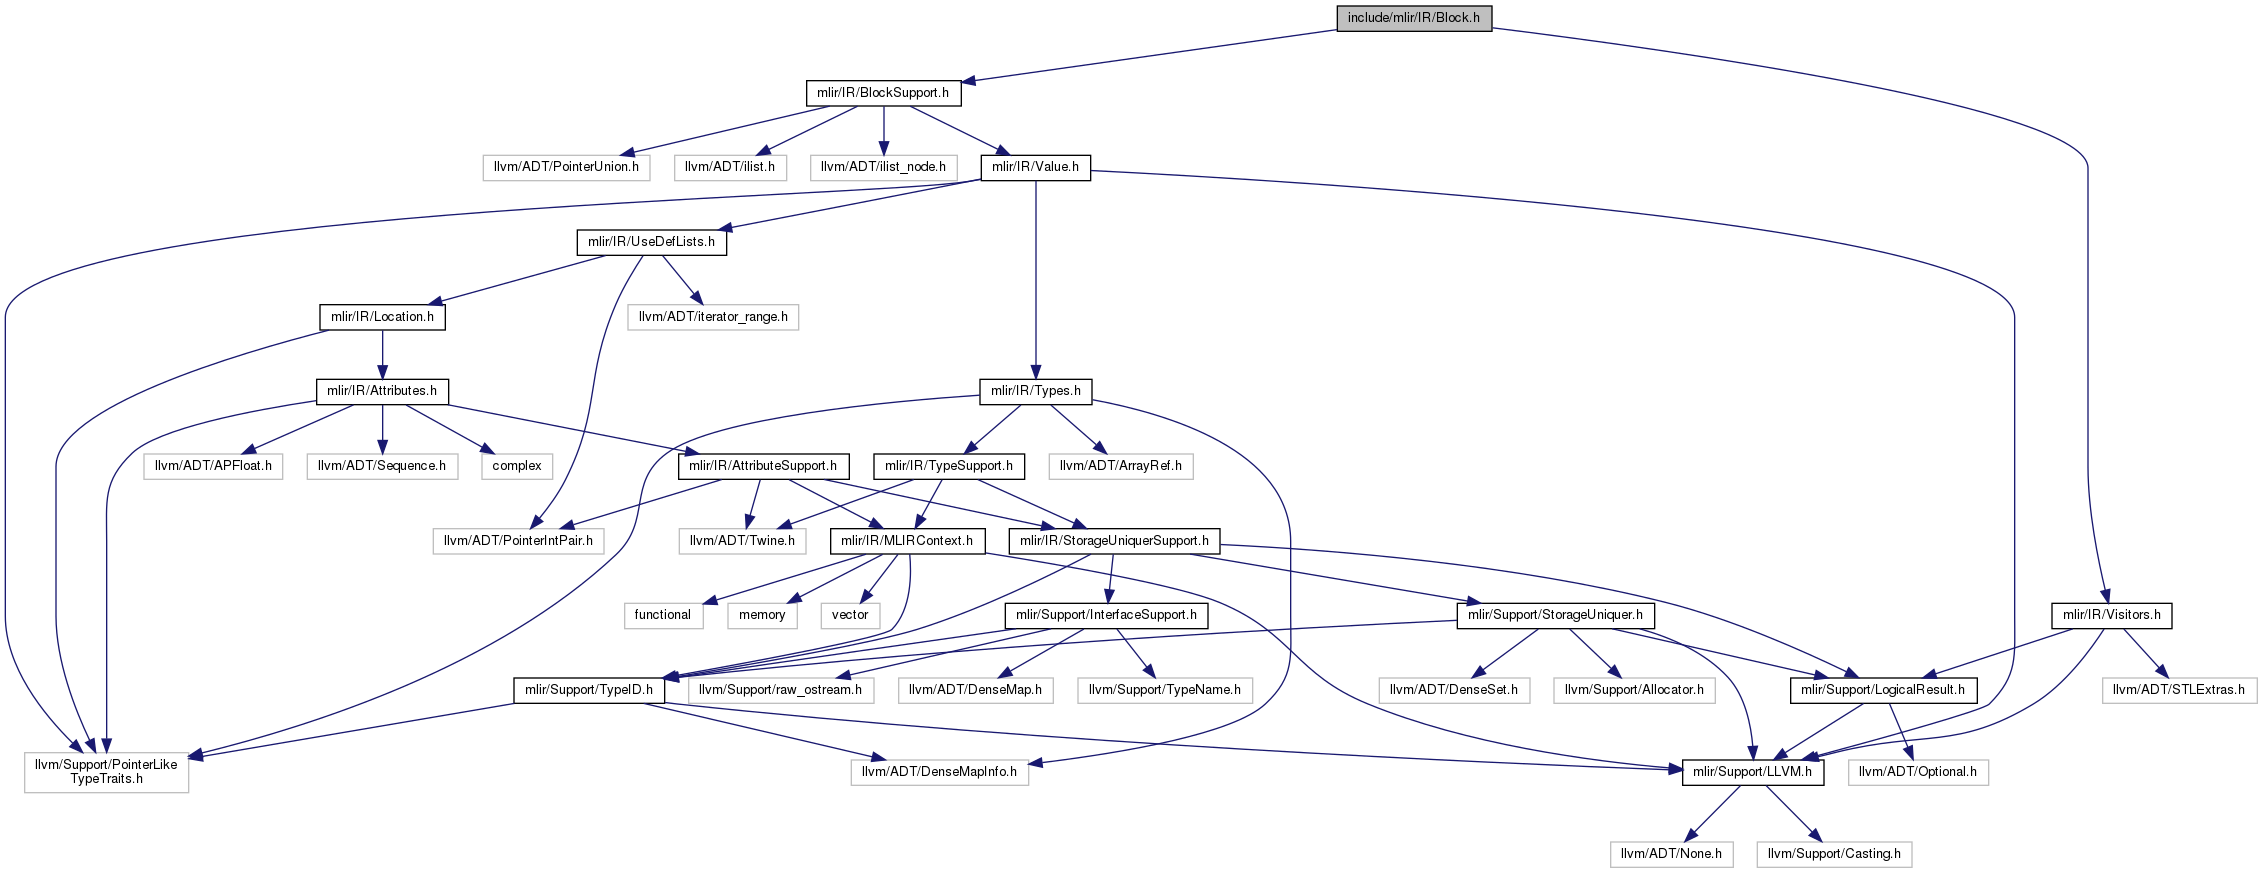 include/mlir/IR/Block.h
mlir/IR/BlockSupport.h
llvm/ADT/PointerUnion.h
llvm/ADT/ilist.h
llvm/ADT/ilist_node.h
mlir/IR/Value.h
mlir/IR/UseDefLists.h
mlir/IR/Location.h
llvm/ADT/iterator_range.h
mlir/IR/Attributes.h
mlir/IR/Types.h
llvm/ADT/APFloat.h
llvm/ADT/Sequence.h
complex
mlir/IR/AttributeSupport.h
mlir/IR/TypeSupport.h
llvm/ADT/ArrayRef.h
llvm/ADT/PointerIntPair.h
llvm/ADT/Twine.h
mlir/IR/MLIRContext.h
mlir/IR/StorageUniquerSupport.h
functional
memory
vector
mlir/Support/InterfaceSupport.h
mlir/Support/StorageUniquer.h
mlir/IR/Visitors.h
mlir/Support/TypeID.h
llvm/Support/raw_ostream.h
llvm/ADT/DenseMap.h
llvm/Support/TypeName.h
llvm/ADT/DenseSet.h
llvm/Support/Allocator.h
mlir/Support/LogicalResult.h
llvm/ADT/STLExtras.h
llvm/Support/PointerLike
TypeTraits.h
llvm/ADT/DenseMapInfo.h
mlir/Support/LLVM.h
llvm/ADT/Optional.h
llvm/ADT/None.h
llvm/Support/Casting.h